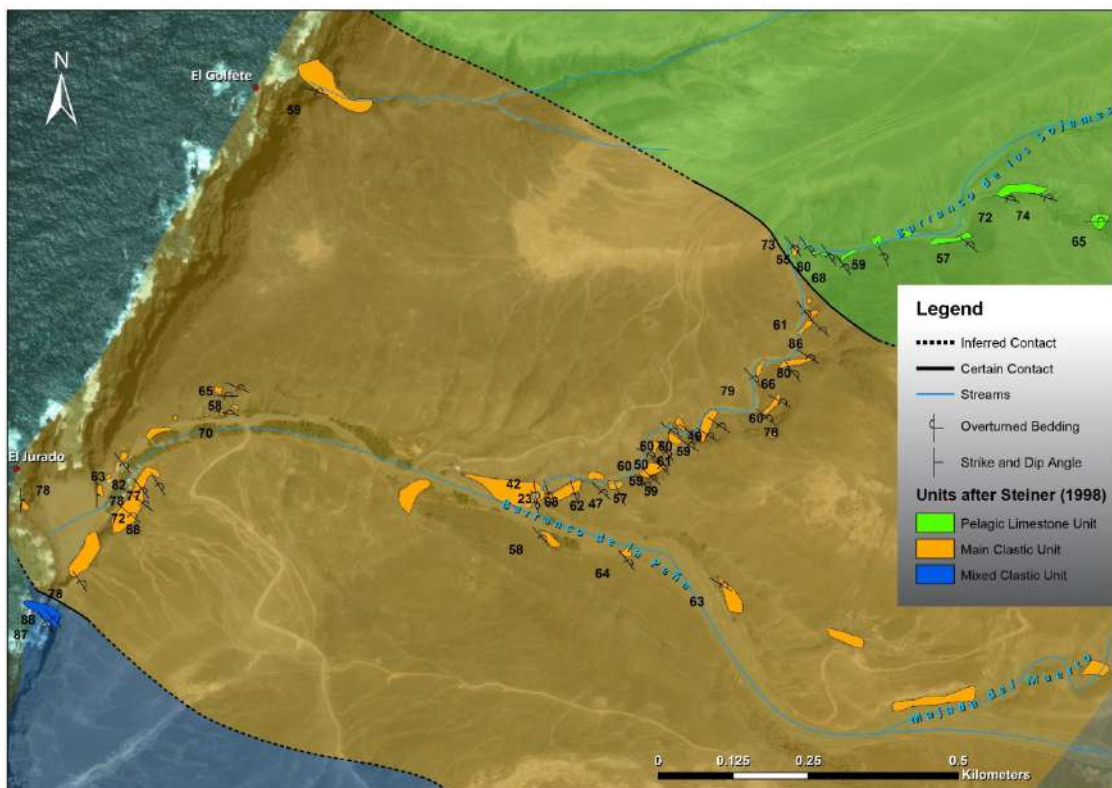 N
El Golfete
59
Barranco de los Sojames
72
74
65
73
55
80
68
59
57
61
86
80
66
79
60
78
65
58
70
49
60
60
59
61
60
50
59
59
El Jurado
78
63
82
77
78
72
88
42
23
66
62
47
57
58
Barranco de la Peña
64
63
78
88
87
Majada del Muerto
Legend
Inferred Contact
Certain Contact
Streams
Overturned Bedding
Strike and Dip Angle
Units after Steiner (1998)
Pelagic Limestone Unit
Main Clastic Unit
Mixed Clastic Unit
0 0.125 0.25 0.5
Kilometers